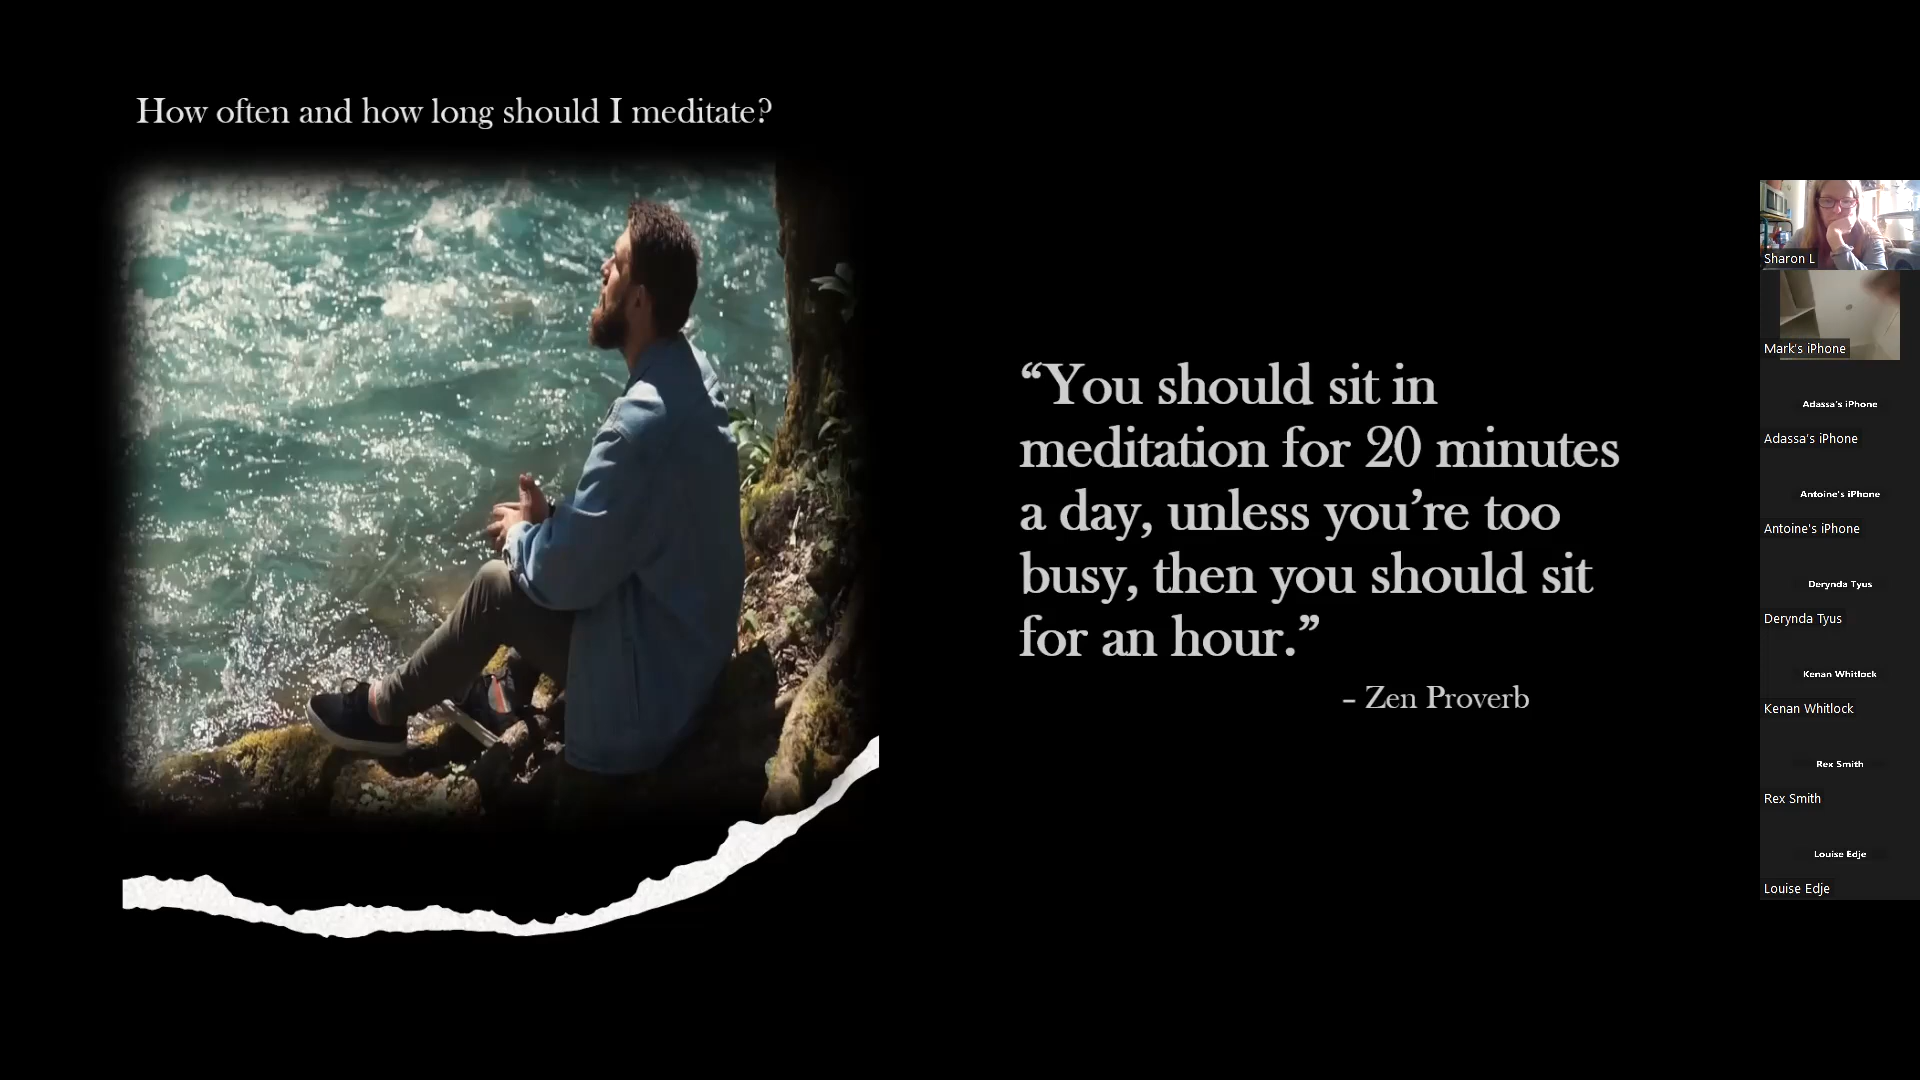 How often and how long should I meditate?
“You should sit in
meditation for 20 minutes
a day, unless you’re too
busy, then you should sit
for an hour.”
– Zen Proverb
Sharon L
Mark's iPhone
Adassa's iPhone
Adassa's iPhone
Antoine's iPhone
Antoine's iPhone
Derynda Tyus
Derynda Tyus
Kenan Whitlock
Kenan Whitlock
Rex Smith
Rex Smith
Louise Edje
Louise Edje